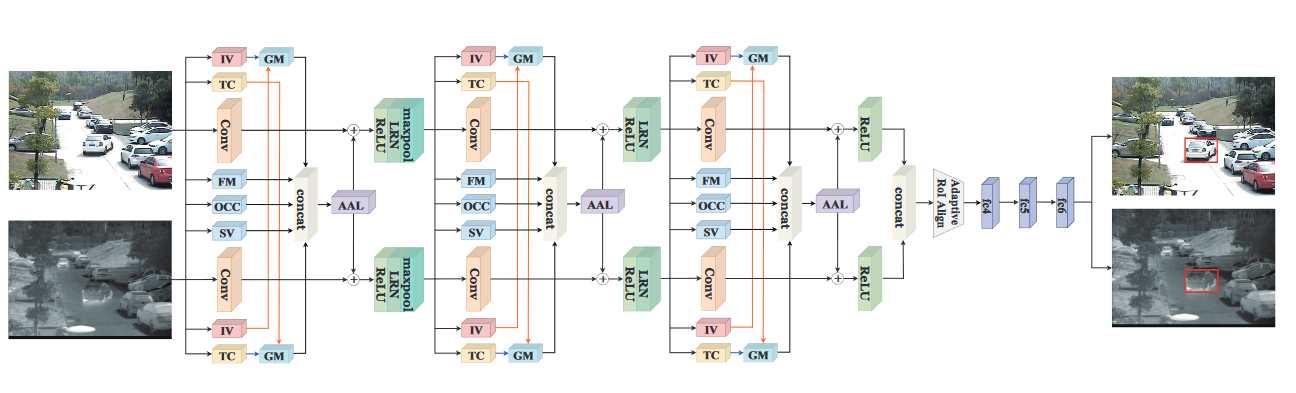 IV
GM
TC
Conv
FM
OCC
SV
concat
AAL
Conv
IV
TC
GM
ReLU
LRN
maxpool
ReLU
LRN
maxpool
IV
GM
TC
Conv
FM
OCC
SV
concat
AAL
Conv
IV
TC
GM
ReLU
LRN
ReLU
LRN
IV
GM
TC
Conv
FM
OCC
SV
concat
AAL
Conv
IV
TC
GM
ReLU
ReLU
concat
Adaptive
RoI Align
fc4
fc5
fc6